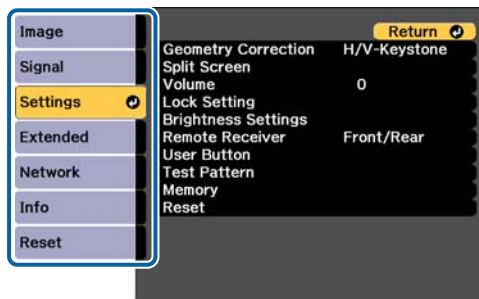 Image
Signal
Settings
Extended
Network
Info
Reset
Return
Geometry Correction H/V-Keystone
Split Screen
Volume 0
Lock Setting
Brightness Settings
Remote Receiver Front/Rear
User Button
Test Pattern
Memory
Reset